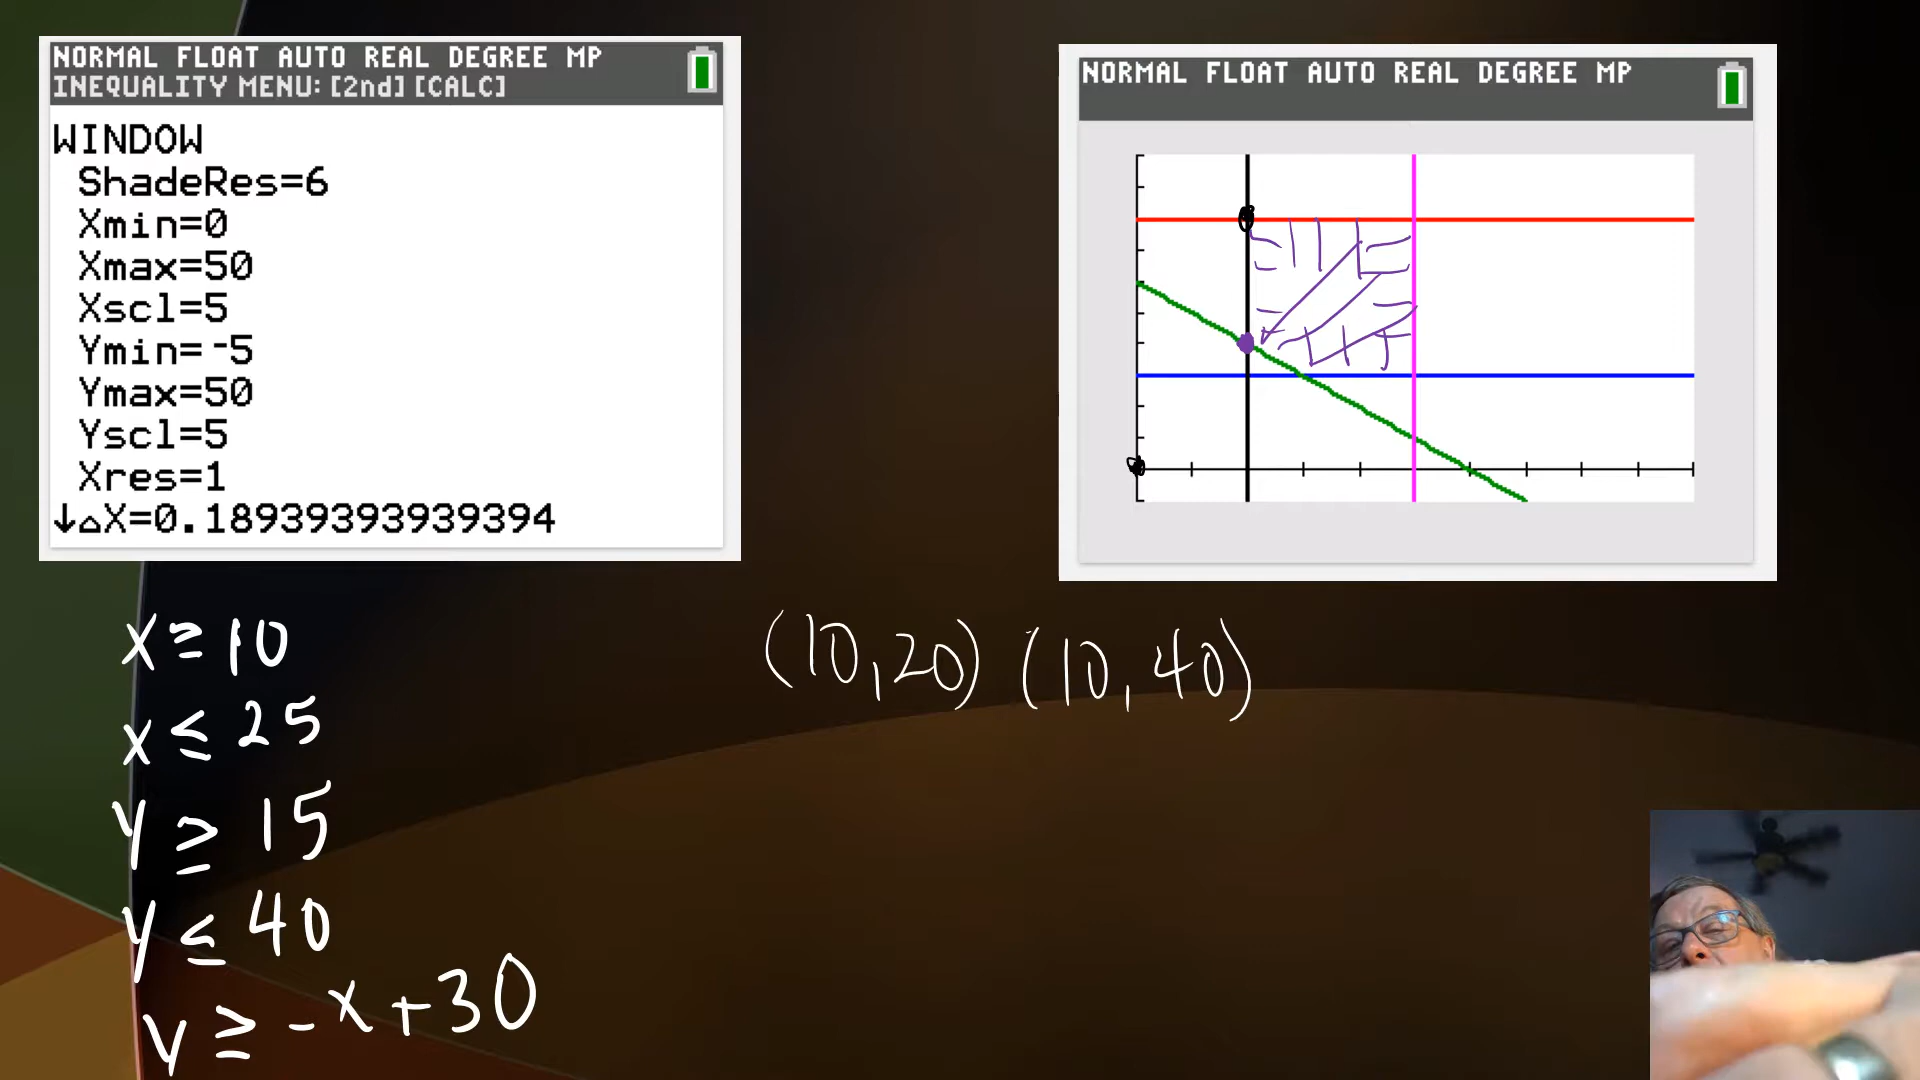 NORMAL FLOAT AUTO REAL DEGREE MP
INEQUALITY MENU: [2nd] [CALC]
WINDOW
ShadeRes=6
Xmin=0
Xmax=50
Xscl=5
Ymin=-5
Ymax=50
Yscl=5
Xres=1
↓△X=0.18939393939394
NORMAL FLOAT AUTO REAL DEGREE MP
x ≥ 10
x ≤ 25
y ≥ 15
y ≤ 40
y ≥ -x+30
(10,20) (10,40)